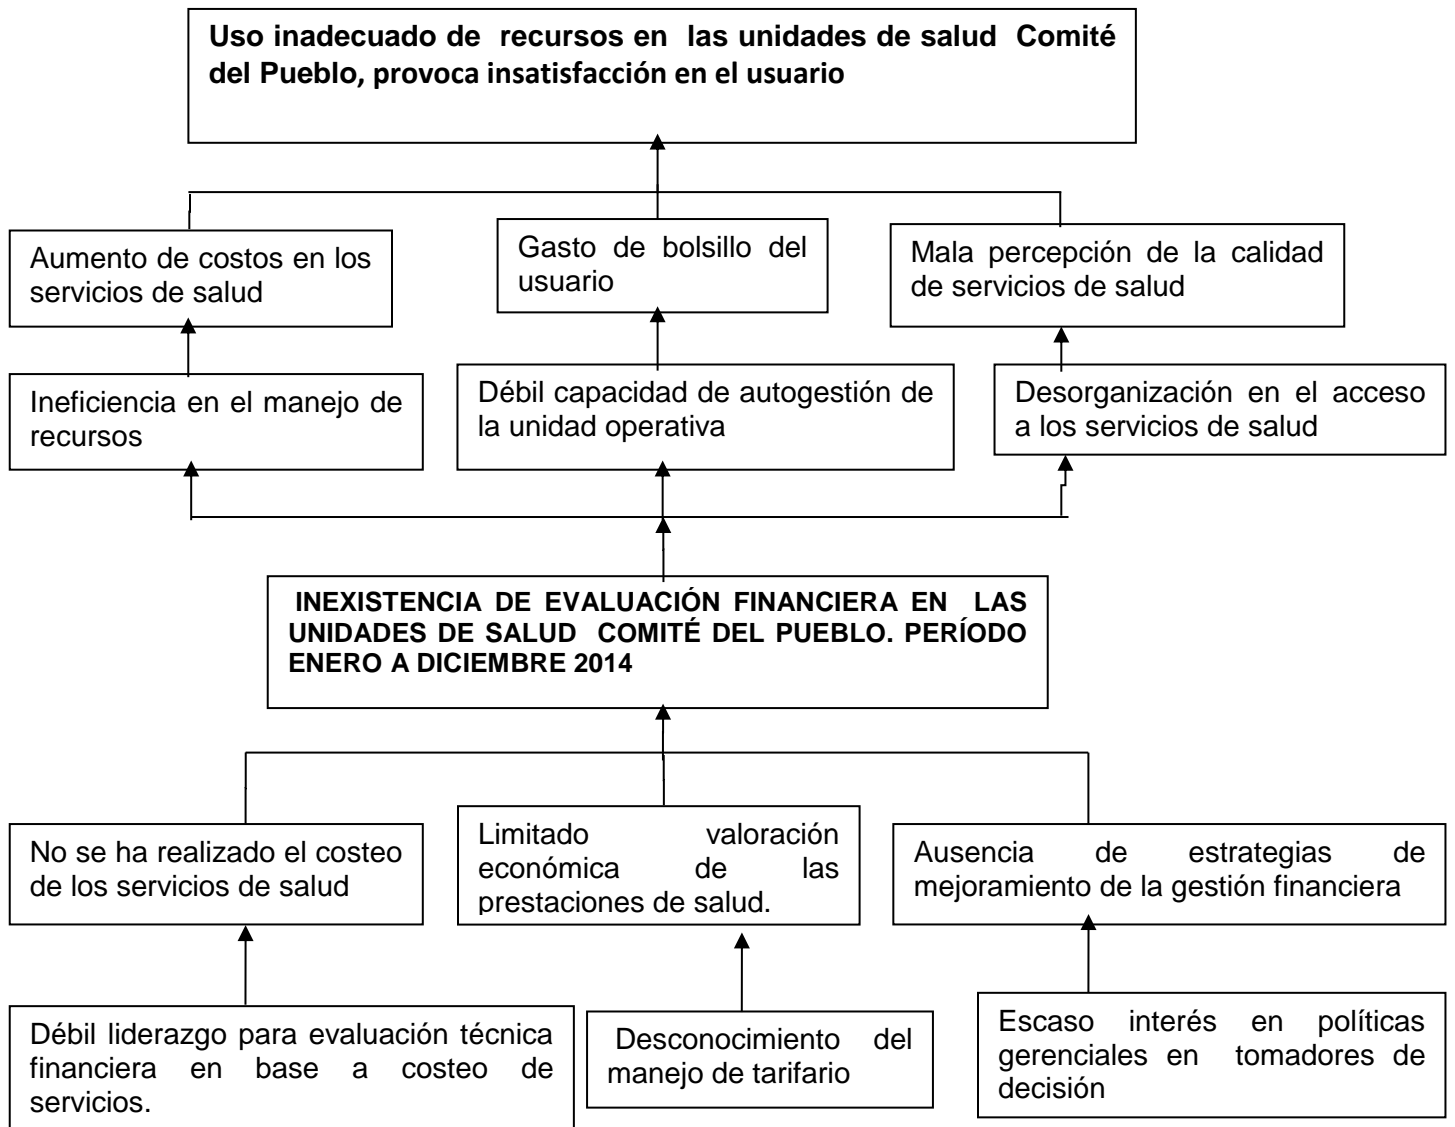 Uso inadecuado de recursos en las unidades de salud Comité
del Pueblo, provoca insatisfacción en el usuario
Aumento de costos en los
servicios de salud
Gasto de bolsillo del
usuario
Mala percepción de la calidad
de servicios de salud
Ineficiencia en el manejo de
recursos
Débil capacidad de autogestión de
la unidad operativa
Desorganización en el acceso
a los servicios de salud
INEXISTENCIA DE EVALUACIÓN FINANCIERA EN LAS
UNIDADES DE SALUD COMITÉ DEL PUEBLO. PERÍODO
ENERO A DICIEMBRE 2014
No se ha realizado el costeo
de los servicios de salud
Limitado valoración
económica de las
prestaciones de salud.
Ausencia de estrategias de
mejoramiento de la gestión financiera
Débil liderazgo para evaluación técnica
financiera en base a costeo de
servicios.
Desconocimiento del
manejo de tarifario
Escaso interés en políticas
gerenciales en tomadores de
decisión